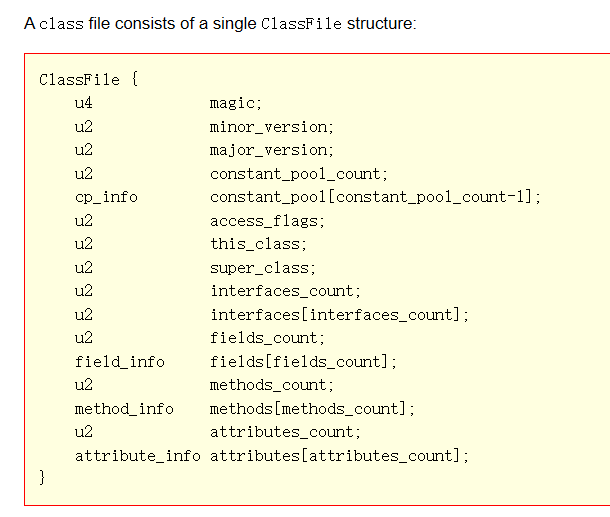 A class file consists of a single ClassFile structure:
ClassFile {
    u4             magic;
    u2             minor_version;
    u2             major_version;
    u2             constant_pool_count;
    cp_info        constant_pool[constant_pool_count-1];
    u2             access_flags;
    u2             this_class;
    u2             super_class;
    u2             interfaces_count;
    u2             interfaces[interfaces_count];
    u2             fields_count;
    field_info     fields[fields_count];
    u2             methods_count;
    method_info    methods[methods_count];
    u2             attributes_count;
    attribute_info attributes[attributes_count];
}